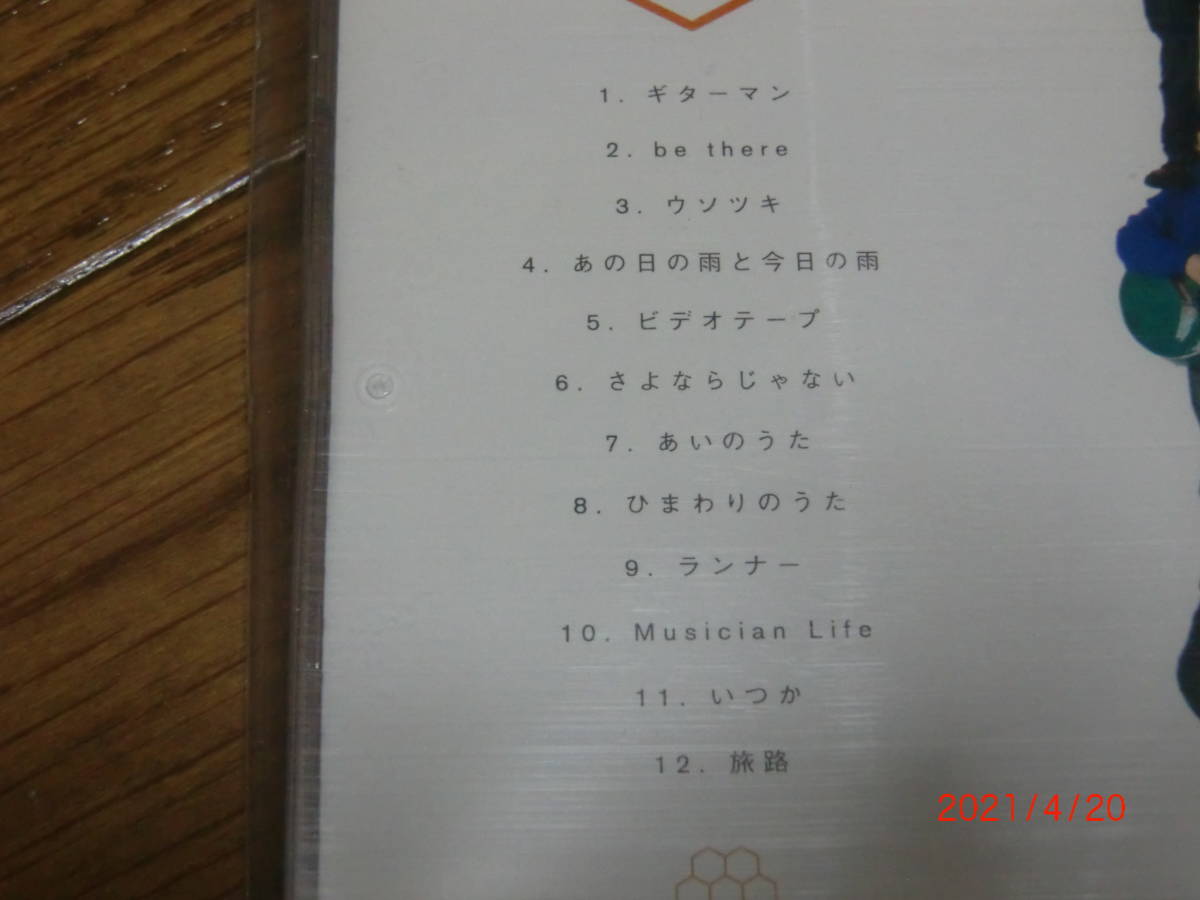 1. ギターマン
2. be there
3. ウソツキ
4. あの日の雨と今日の雨
5. ビデオテープ
6. さよならじゃない
7. あいのうた
8. ひまわりのうた
9. ランナー
10. Musician Life
11. いつか
12. 旅路
2021/4/20